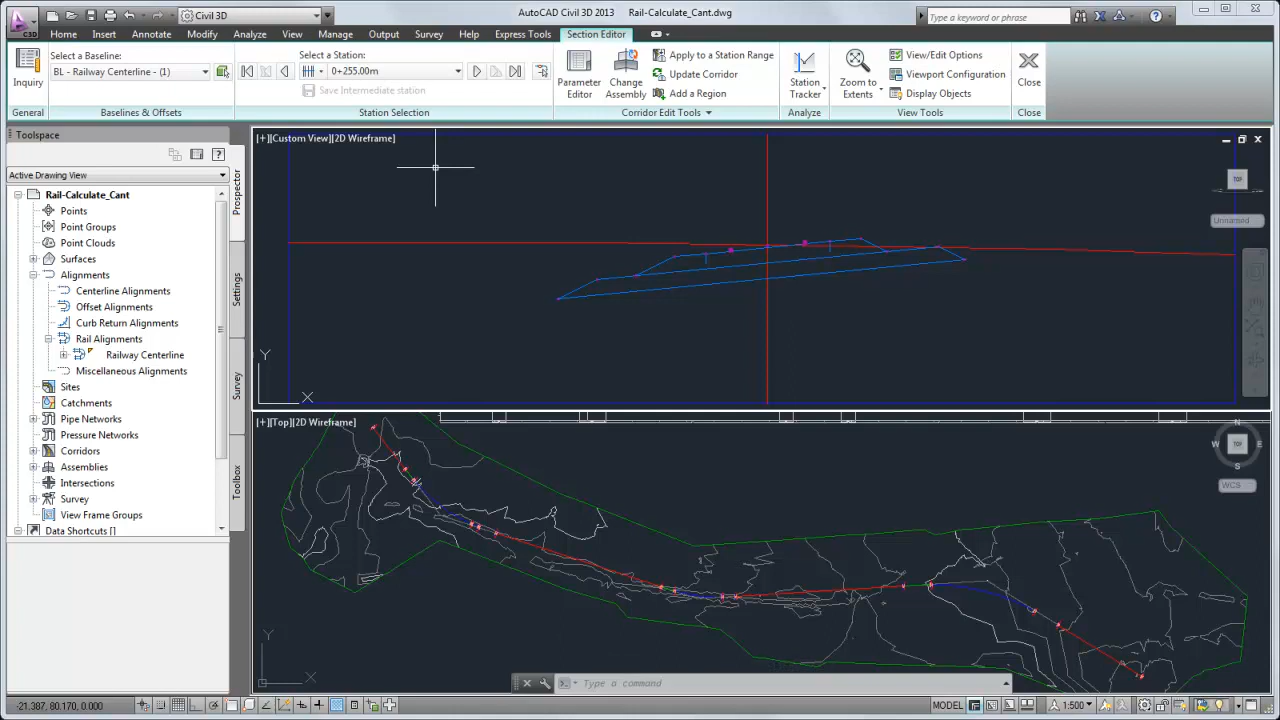 C3D
Civil 3D
AutoCAD Civil 3D 2013 Rail-Calculate_Cant.dwg
Type a keyword or phrase
Home Insert Annotate Modify Analyze View Manage Output Survey Help Express Tools Section Editor
Select a Baseline:
BL - Railway Centerline - (1)
Select a Station:
0+255.00m
Save Intermediate station
Inquiry
Parameter Editor
Change Assembly
Apply to a Station Range
Update Corridor
Add a Region
Station Tracker
Zoom to Extents
View/Edit Options
Viewport Configuration
Display Objects
Close
General Baselines & Offsets Station Selection Corridor Edit Tools Analyze View Tools Close
Toolspace
Active Drawing View
Rail-Calculate_Cant
Points
Point Groups
Point Clouds
Surfaces
Alignments
Centerline Alignments
Offset Alignments
Curb Return Alignments
Rail Alignments
Railway Centerline
Miscellaneous Alignments
Sites
Catchments
Pipe Networks
Pressure Networks
Corridors
Assemblies
Intersections
Survey
View Frame Groups
Data Shortcuts []
Prospector
Settings
Survey
Toolbox
[+][Custom View][2D Wireframe]
TOP
Unnamed
Y
X
[+][Top][2D Wireframe]
N
W TOP E
S
WCS
Y
X
Type a command
-21.387, 80.170, 0.000
MODEL
1:500